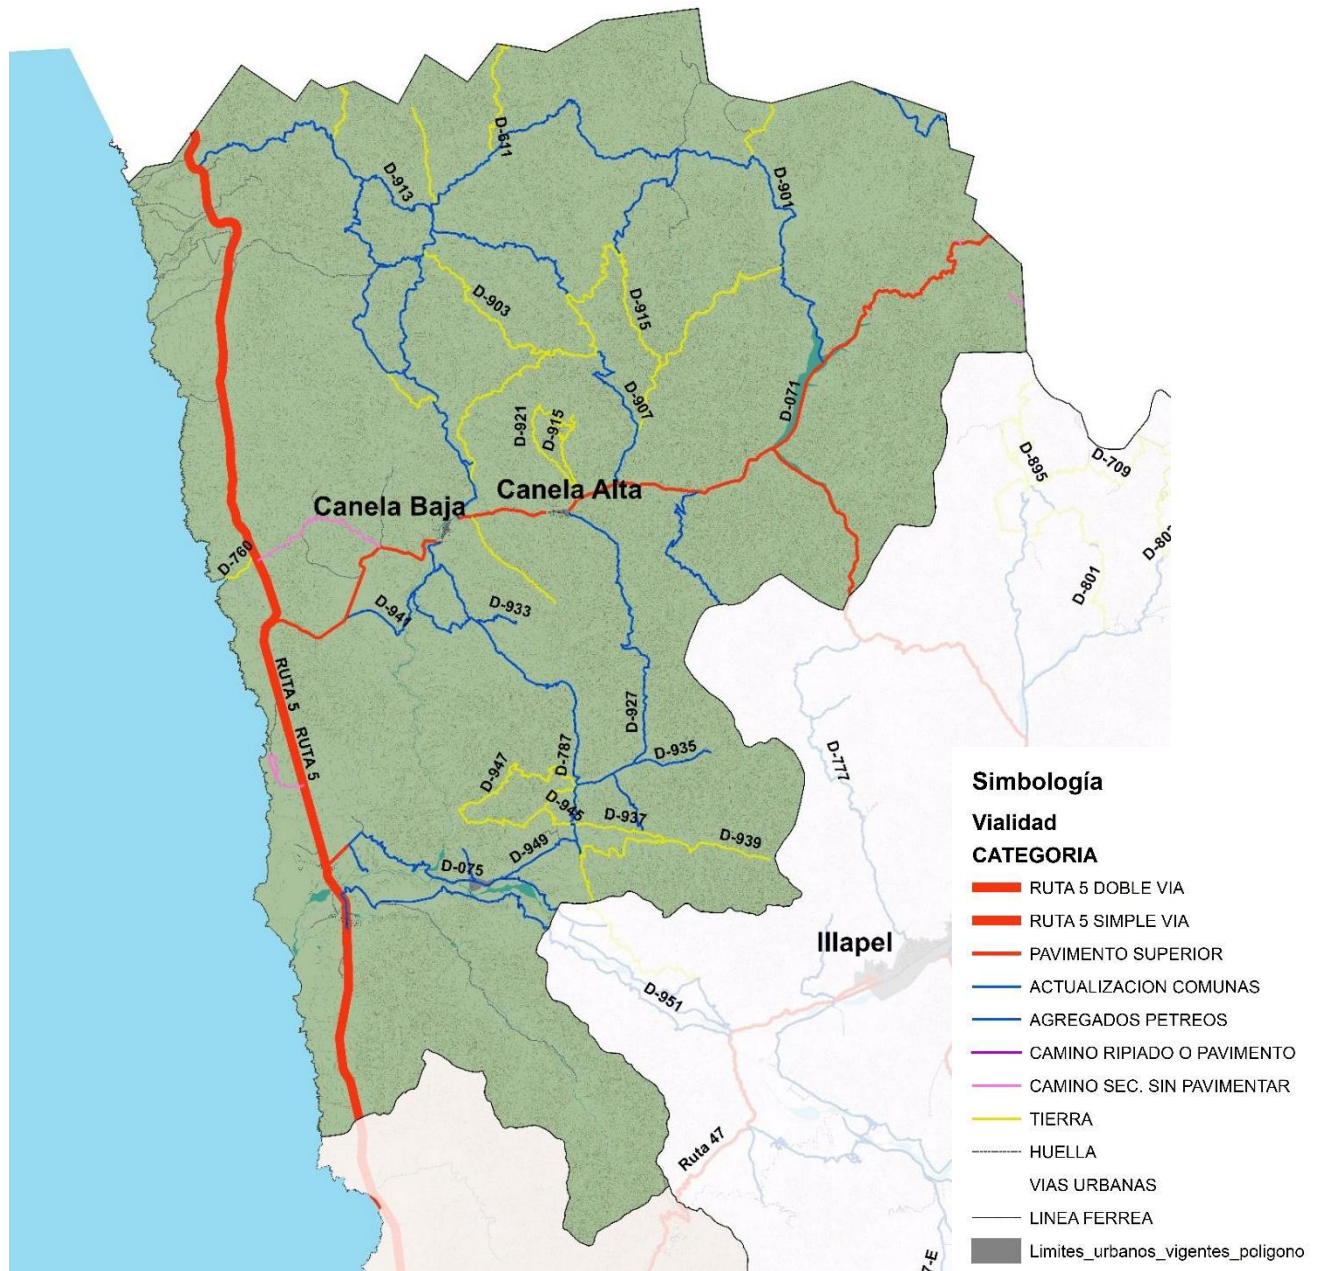 D-611
D-913
D-901
D-903
D-915
D-907
D-071
D-921
D-915
D-895
D-709
Canela Alta
Canela Baja
D-760
D-801
D-933
D-941
RUTA 5
RUTA 5
D-927
D-787
D-935
D-777
D-947
D-945
D-937
D-939
D-949
D-075
Illapel
D-951
Ruta 47
7-E
Simbología
Vialidad
CATEGORIA
RUTA 5 DOBLE VIA
RUTA 5 SIMPLE VIA
PAVIMENTO SUPERIOR
ACTUALIZACION COMUNAS
AGREGADOS PETREOS
CAMINO RIPIADO O PAVIMENTO
CAMINO SEC. SIN PAVIMENTAR
TIERRA
HUELLA
VIAS URBANAS
LINEA FERREA
Limites_urbanos_vigentes_poligono